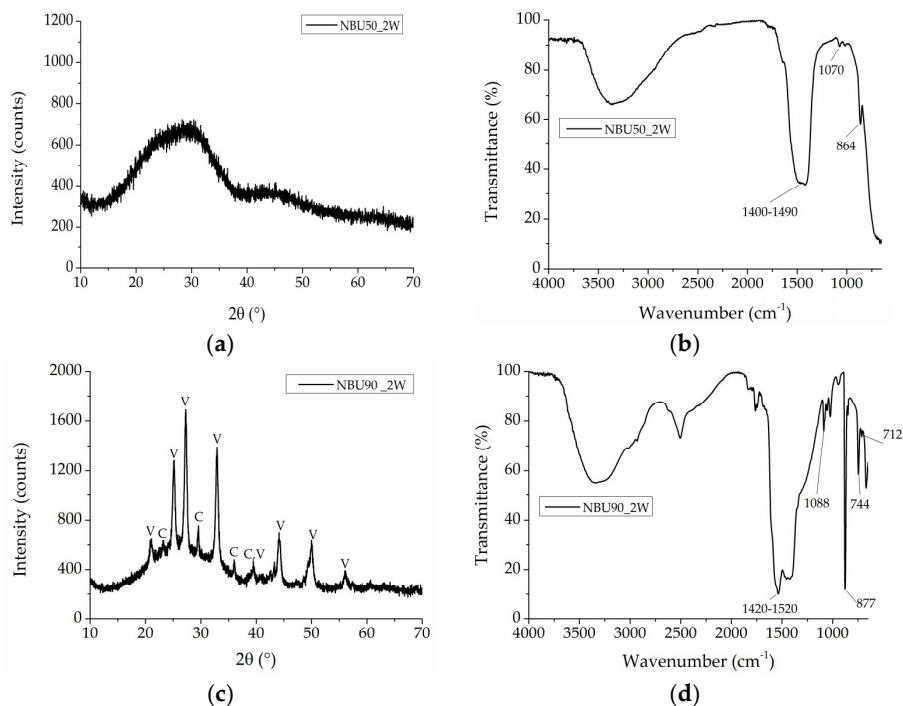 1200
1000
800
600
400
200
0
Intensity (counts)
NBU50_2W
10 20 30 40 50 60 70
2θ (°)
(a)
100
80
60
40
20
0
Transmittance (%)
NBU50_2W
1070
864
1400-1490
4000 3500 3000 2500 2000 1500 1000
Wavenumber (cm-1)
(b)
2000
1600
1200
800
400
0
Intensity (counts)
NBU90 _2W
V
V
V
V
C
C
C
C V
V
V
V
10 20 30 40 50 60 70
2θ (°)
(c)
100
80
60
40
20
0
Transmittance (%)
NBU90_2W
712
1088
744
1420-1520
877
4000 3500 3000 2500 2000 1500 1000
Wavenumber (cm-1)
(d)